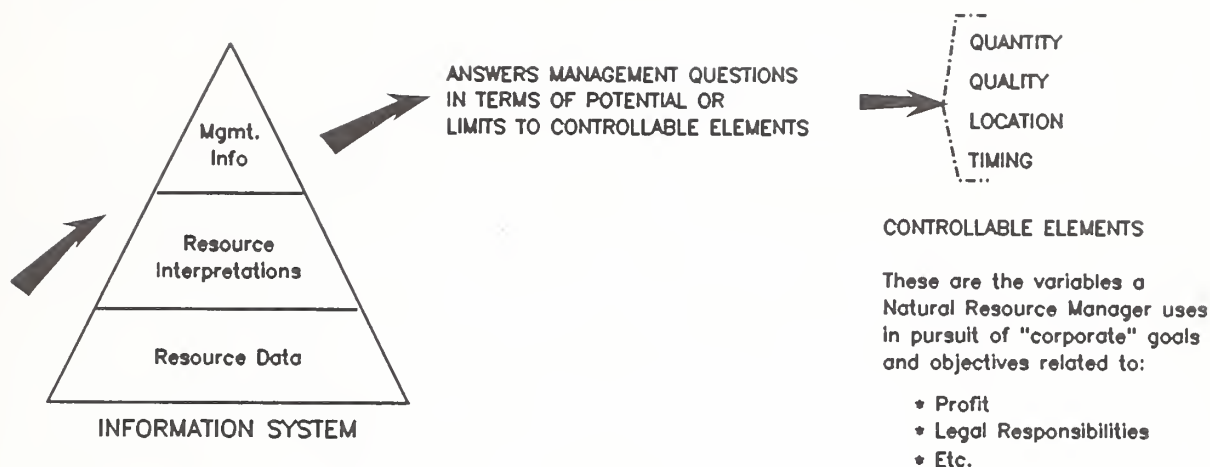 Mgmt.
Info
Resource
Interpretations
Resource Data
INFORMATION SYSTEM
ANSWERS MANAGEMENT QUESTIONS
IN TERMS OF POTENTIAL OR
LIMITS TO CONTROLLABLE ELEMENTS
QUANTITY
QUALITY
LOCATION
TIMING
CONTROLLABLE ELEMENTS
These are the variables a
Natural Resource Manager uses
in pursuit of "corporate" goals
and objectives related to:
* Profit
* Legal Responsibilities
* Etc.